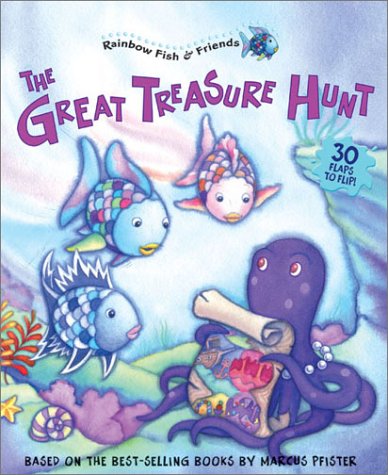 Rainbow Fish & Friends
THE
GREAT TREASURE HUNT
30
FLAPS
TO FLIP!
BASED ON THE BEST-SELLING BOOKS BY MARCUS PFISTER